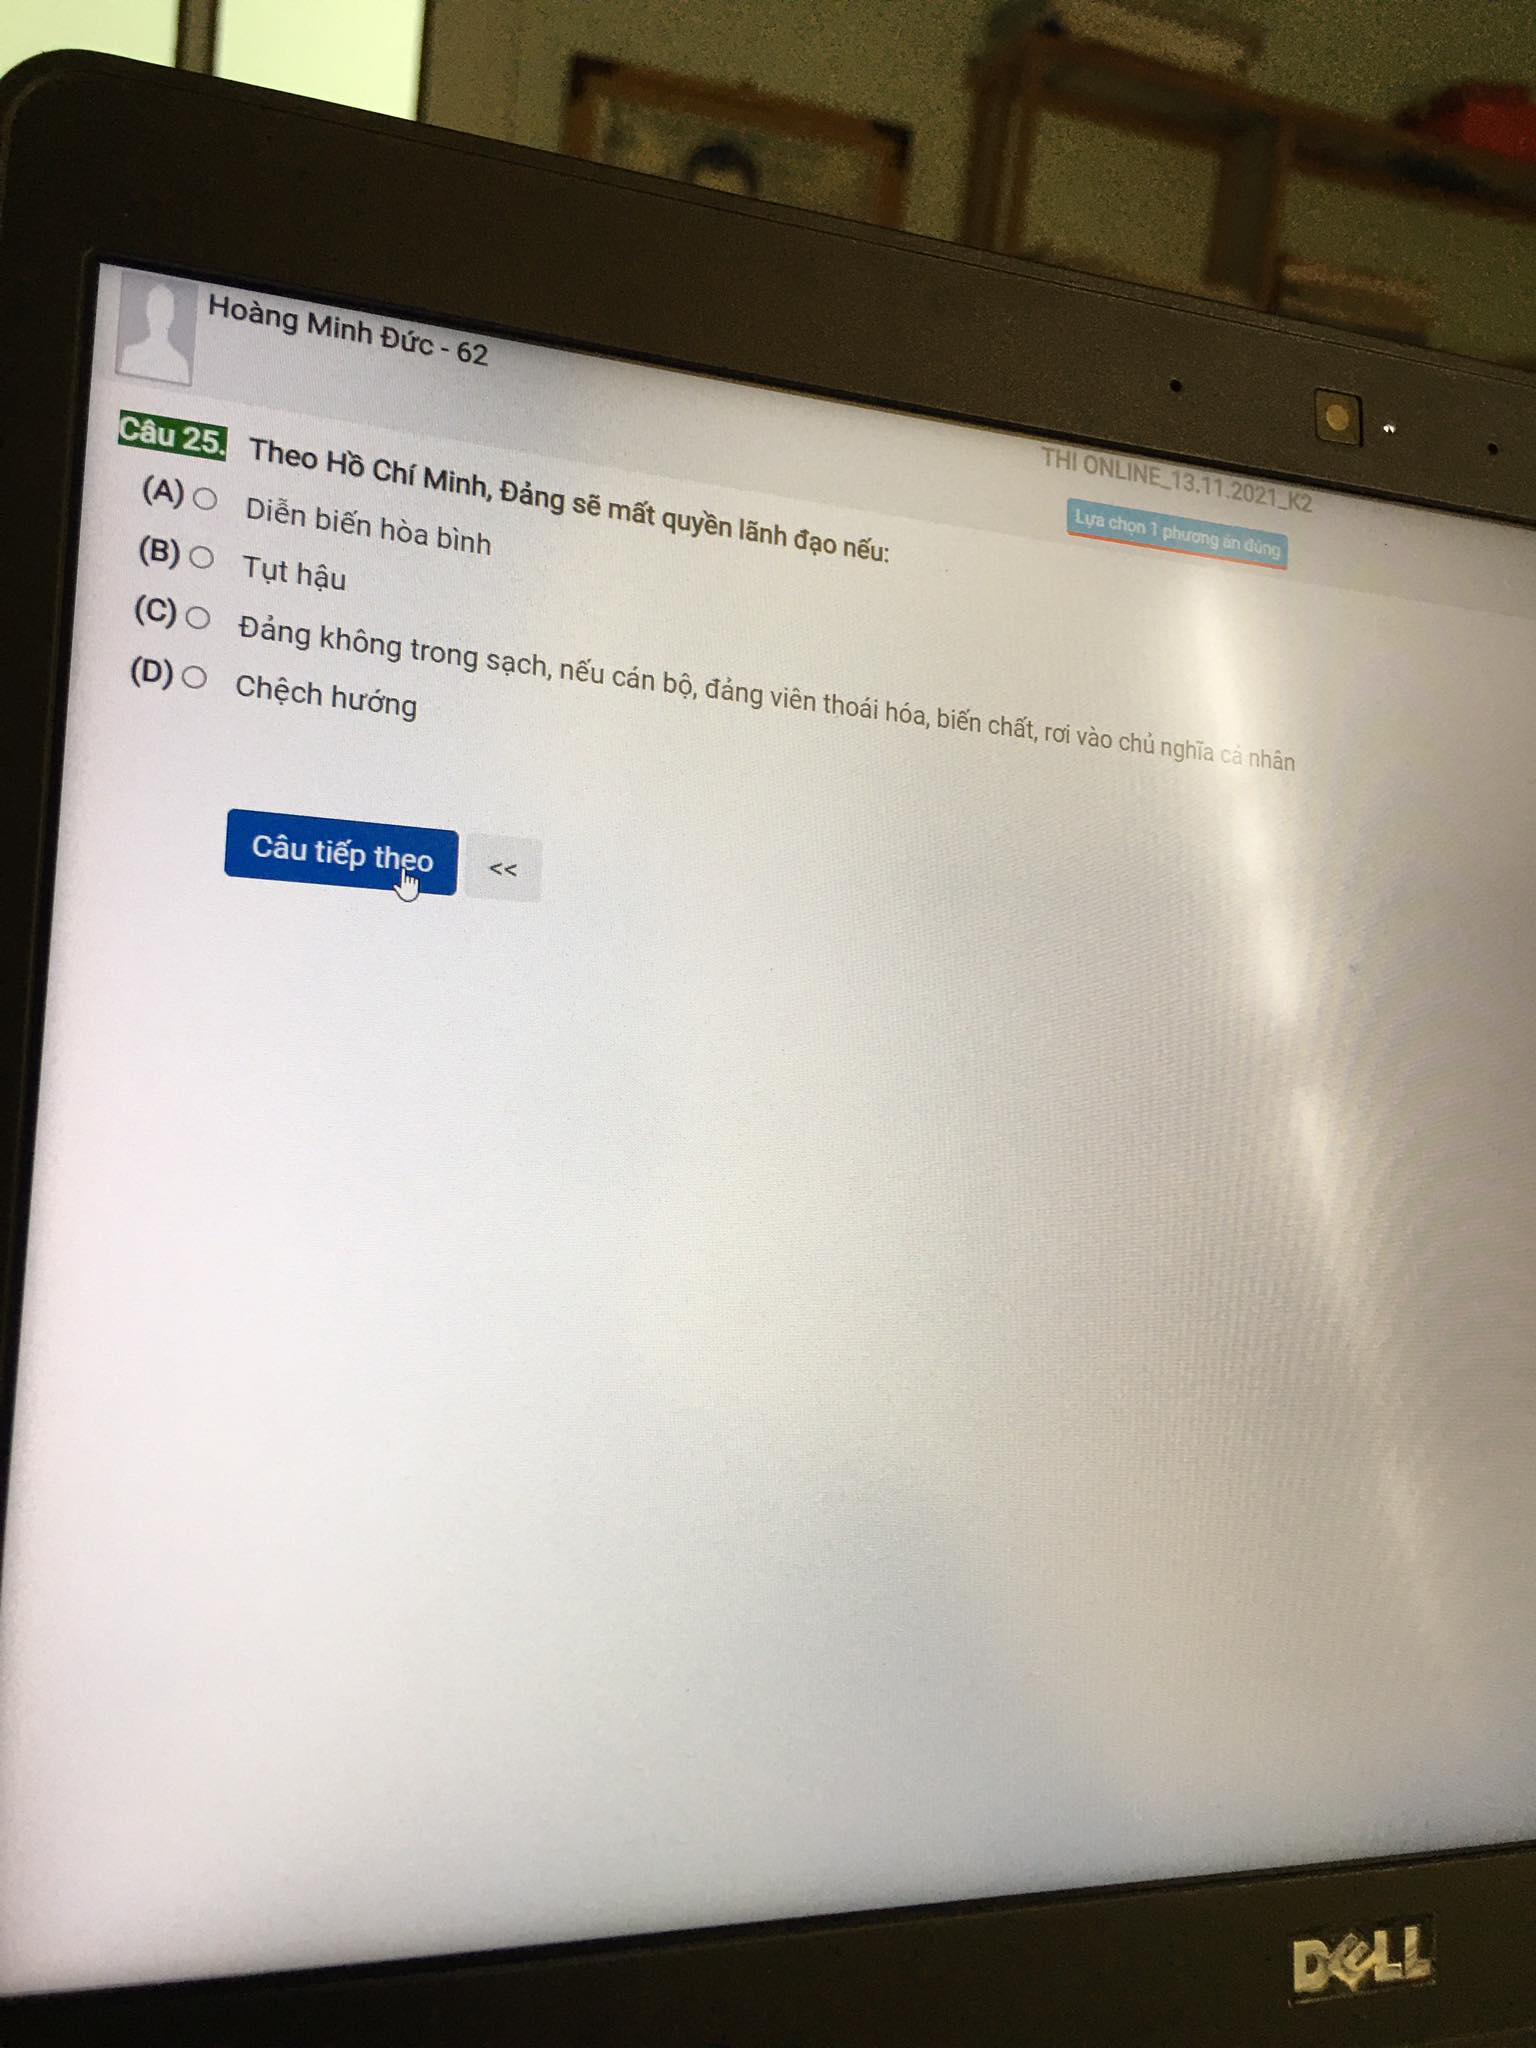 Hoàng Minh Đức - 62
THI ONLINE_13.11.2021_K2
Câu 25. Theo Hồ Chí Minh, Đảng sẽ mất quyền lãnh đạo nếu:
Lựa chọn 1 phương án đúng
(A) Diễn biến hòa bình
(B) Tụt hậu
(C) Đảng không trong sạch, nếu cán bộ, đảng viên thoái hóa, biến chất, rơi vào chủ nghĩa cá nhân
(D) Chệch hướng
Câu tiếp theo <<
DELL